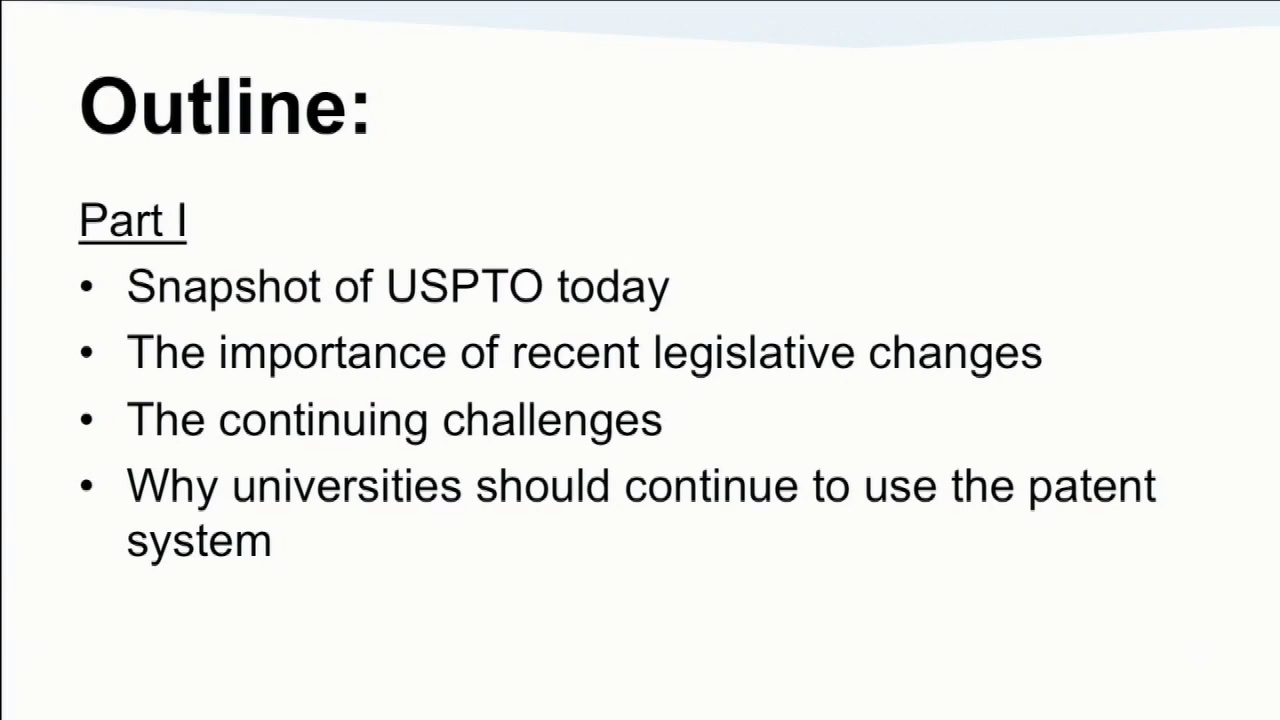 Outline:
Part I
• Snapshot of USPTO today
• The importance of recent legislative changes
• The continuing challenges
• Why universities should continue to use the patent
system